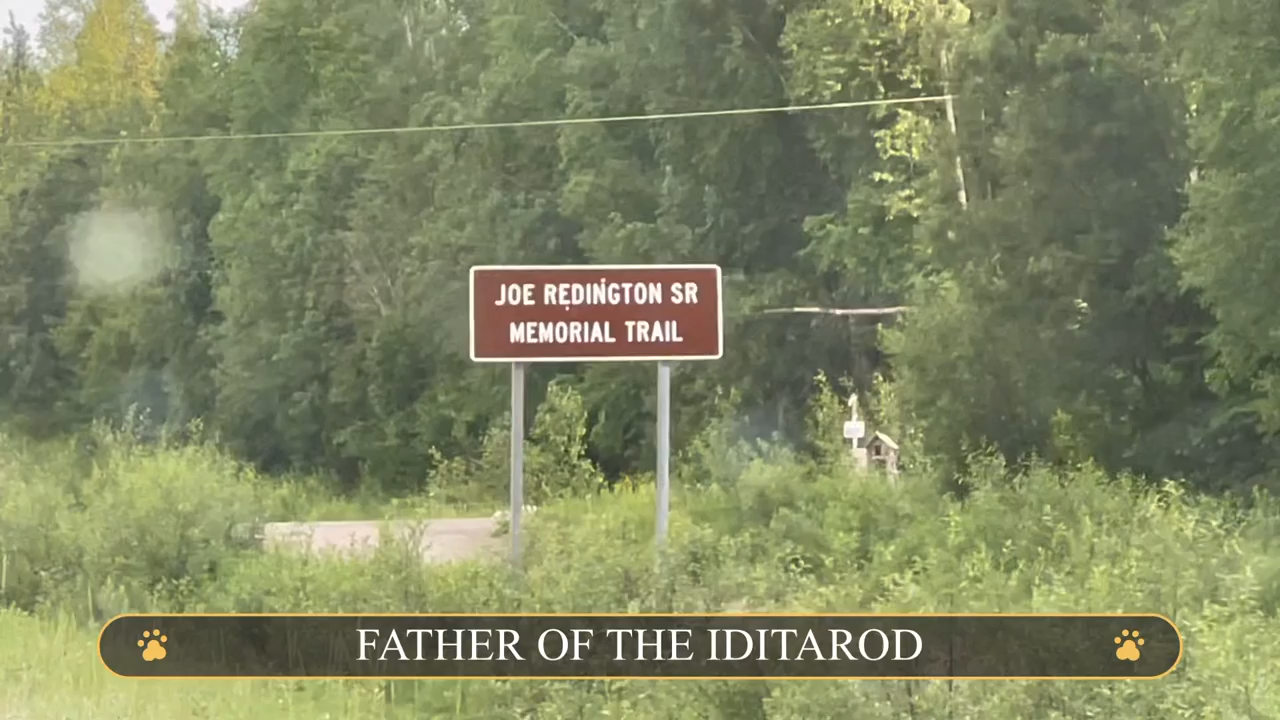 JOE REDINGTON SR
MEMORIAL TRAIL
FATHER OF THE IDITAROD